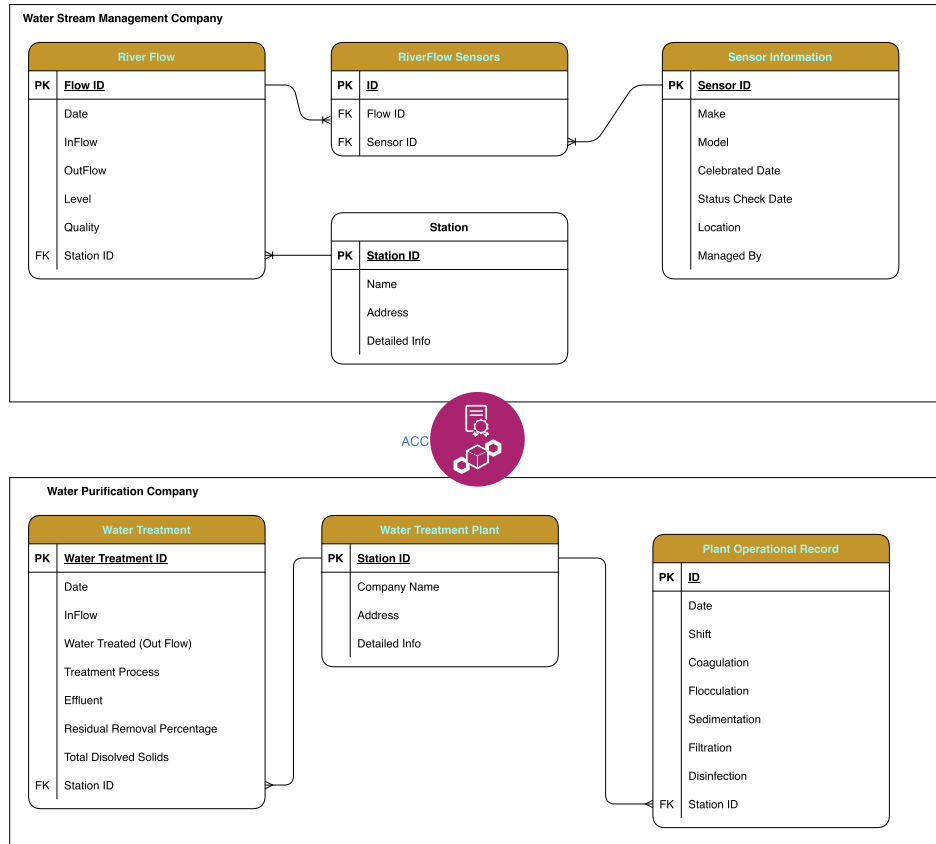 Water Stream Management Company
River Flow
PK Flow ID
Date
InFlow
OutFlow
Level
Quality
FK Station ID
RiverFlow Sensors
PK ID
FK Flow ID
FK Sensor ID
Sensor Information
PK Sensor ID
Make
Model
Celebrated Date
Status Check Date
Location
Managed By
Station
PK Station ID
Name
Address
Detailed Info
ACC
Water Purification Company
Water Treatment
PK Water Treatment ID
Date
InFlow
Water Treated (Out Flow)
Treatment Process
Effluent
Residual Removal Percentage
Total Disolved Solids
FK Station ID
Water Treatment Plant
PK Station ID
Company Name
Address
Detailed Info
Plant Operational Record
PK ID
Date
Shift
Coagulation
Flocculation
Sedimentation
Filtration
Disinfection
FK Station ID